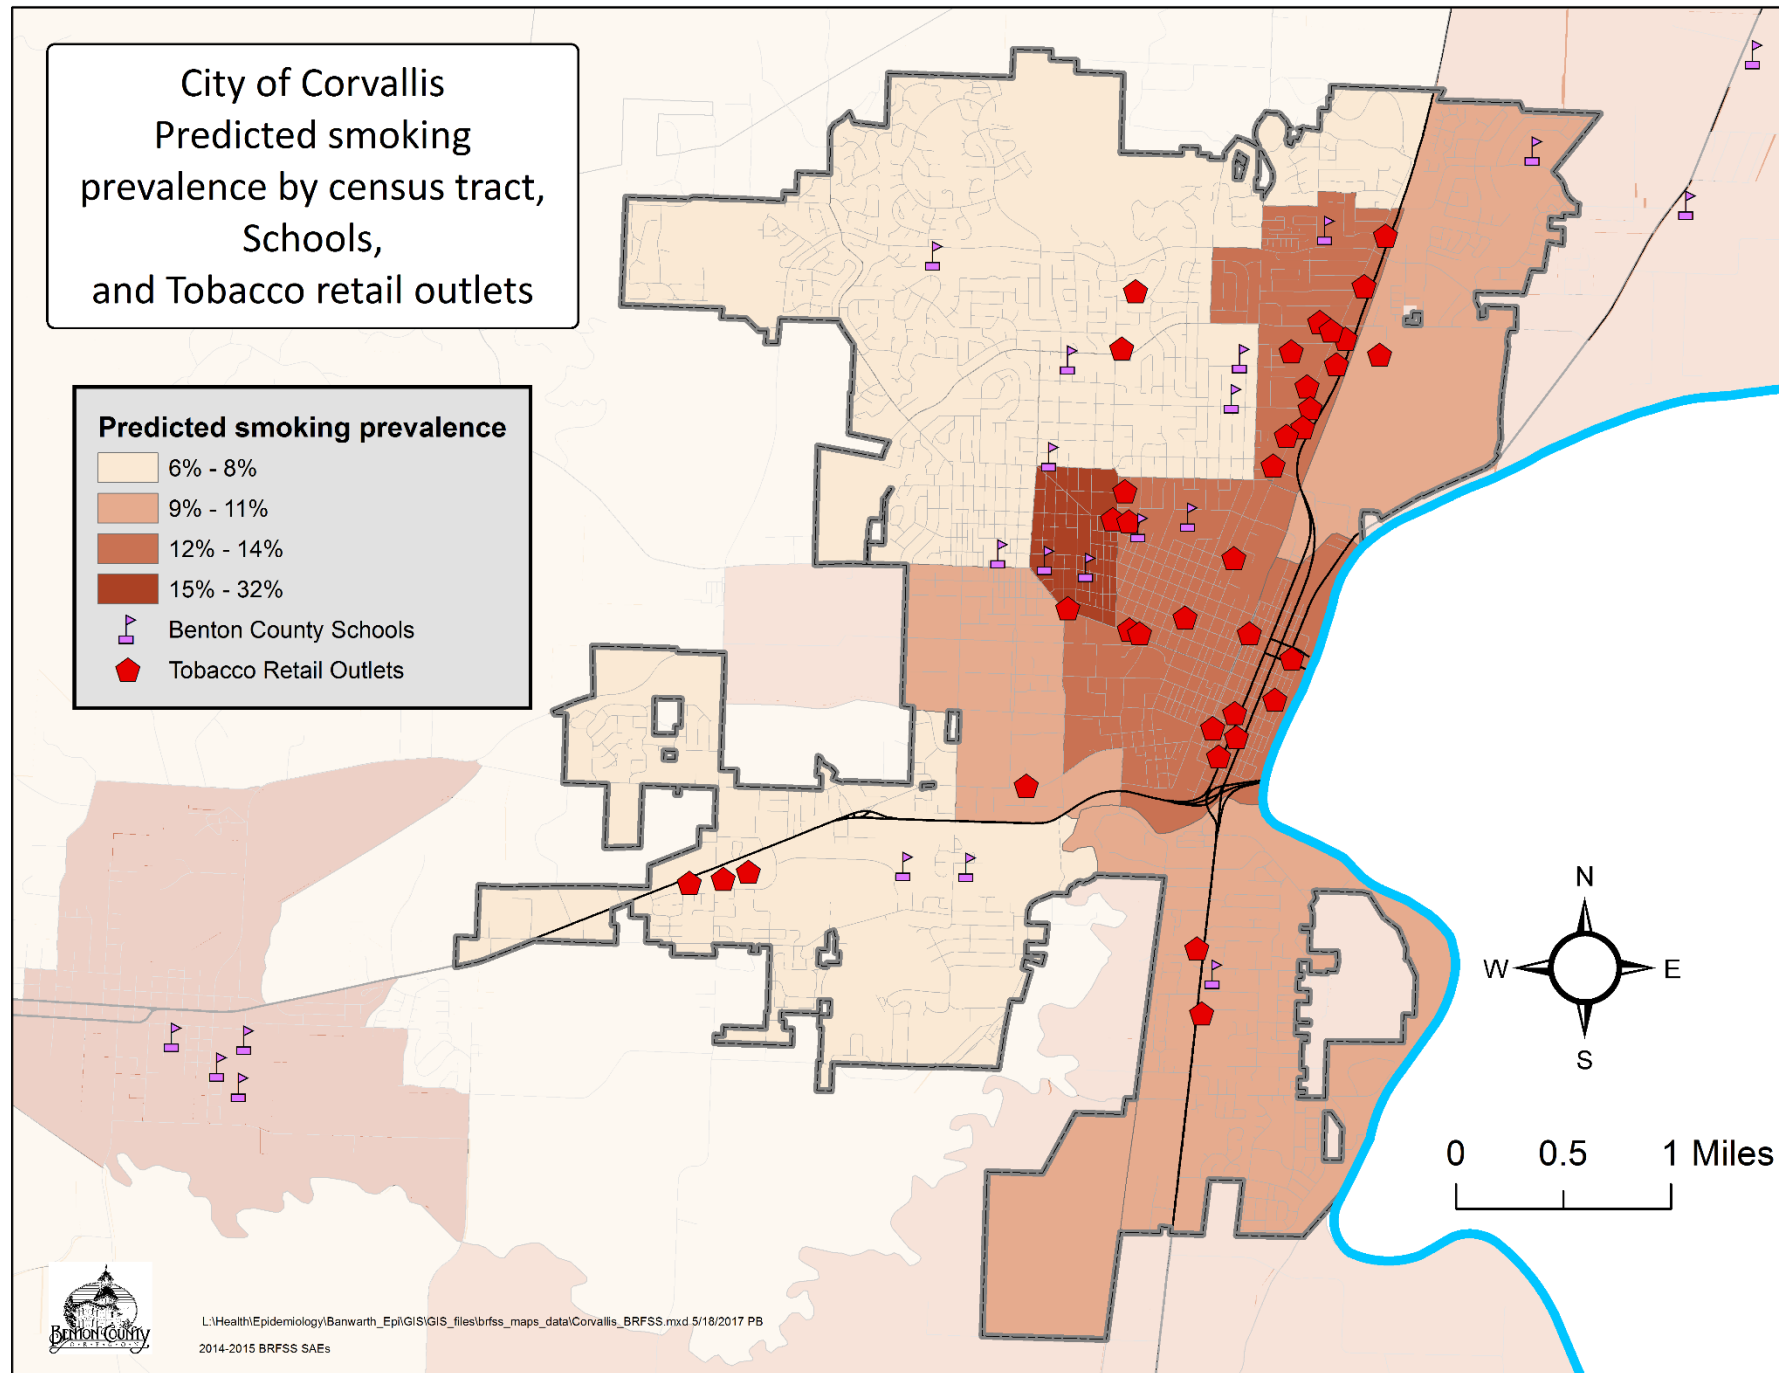 City of Corvallis
Predicted smoking
prevalence by census tract,
Schools,
and Tobacco retail outlets
Predicted smoking prevalence
6% - 8%
9% - 11%
12% - 14%
15% - 32%
Benton County Schools
Tobacco Retail Outlets
N
W
E
S
0 0.5 1 Miles
BENTON COUNTY
OREGON
L:\Health\Epidemiology\Banwarth_Epi\GIS\GIS_files\brfss_maps_data\Corvallis_BRFSS.mxd 5/18/2017 PB
2014-2015 BRFSS SAEs